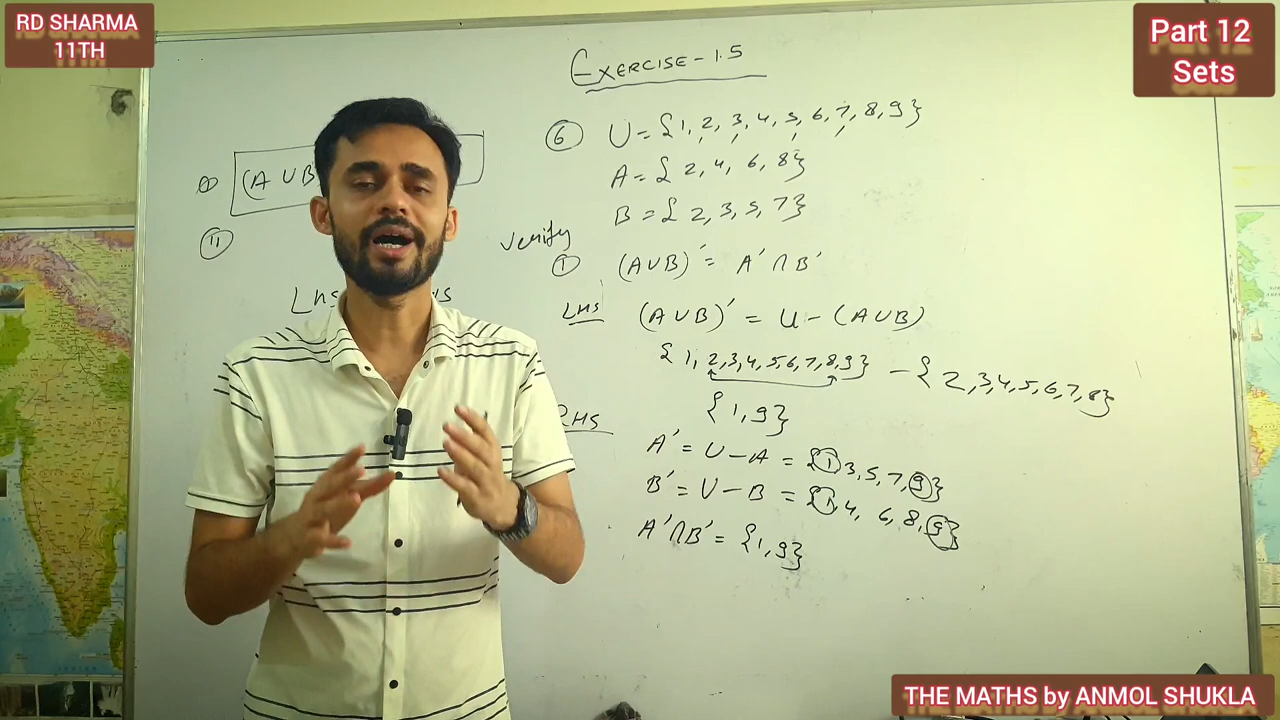 RD SHARMA
11TH
Part 12
Sets
EXERCISE-1.5
(A U B
Lhs
⑥ U = {1, 2, 3, 4, 5, 6, 7, 8, 9}
A = {2, 4, 6, 8}
B = {2, 3, 5, 7}
Verify
① (AUB)' = A' ∩ B'
LHS (AUB)' = U - (AUB)
{1, 2, 3, 4, 5, 6, 7, 8, 9} - {2, 3, 4, 5, 6, 7, 8}
{1, 9}
RHS
A' = U - A = {1, 3, 5, 7, 9}
B' = U - B = {1, 4, 6, 8, 9}
A'∩B' = {1, 9}
THE MATHS by ANMOL SHUKLA